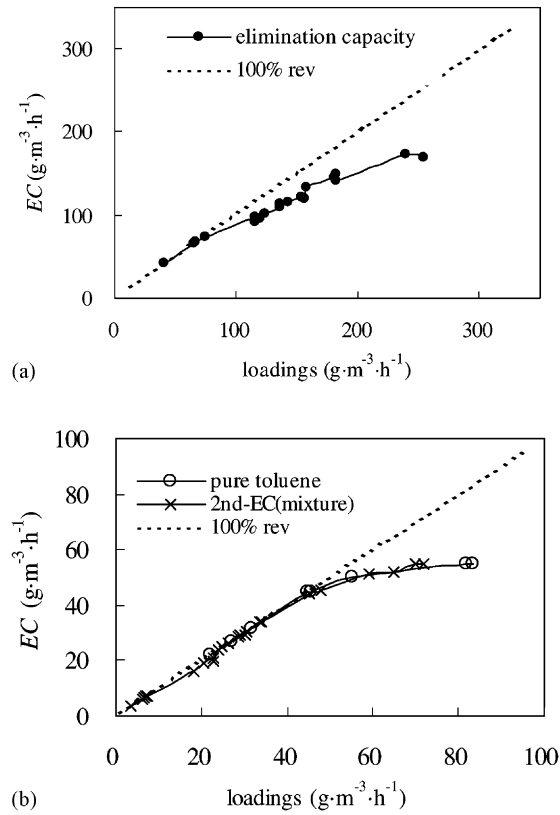 300
200
100
0
EC (g·m⁻³·h⁻¹)
elimination capacity
100% rev
0 100 200 300
loadings (g·m⁻³·h⁻¹)
(a)
100
80
60
40
20
0
EC (g·m⁻³·h⁻¹)
pure toluene
2nd-EC(mixture)
100% rev
0 20 40 60 80 100
loadings (g·m⁻³·h⁻¹)
(b)